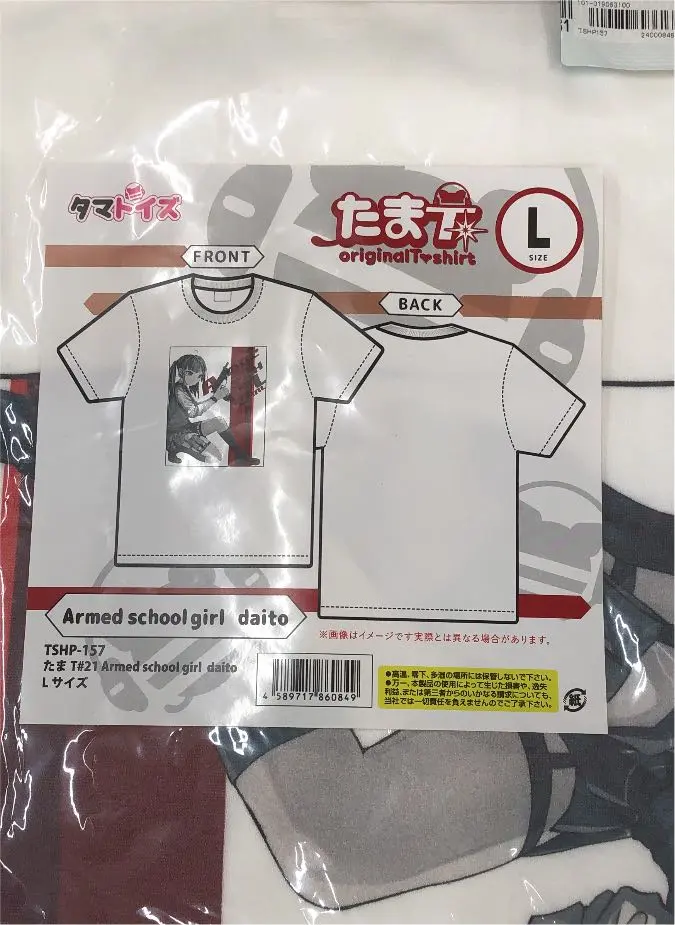 101-319063100
TSHP157
タマトイズ
たまT
originalT♥shirt
L
SIZE
FRONT
BACK
Armed school girl daito
※画像はイメージです実際とは異なる場合があります。
TSHP-157
たま T#21 Armed school girl daito
L サイズ
4 589717 860849
●高温、零下、多湿の場所には保管しないで下さい。
●万一、本製品の使用によって生じた損害や、逸失
利益、または第三者からのいかなる請求についても、
当社では一切責任を負えませんのでご了承下さい。
紙